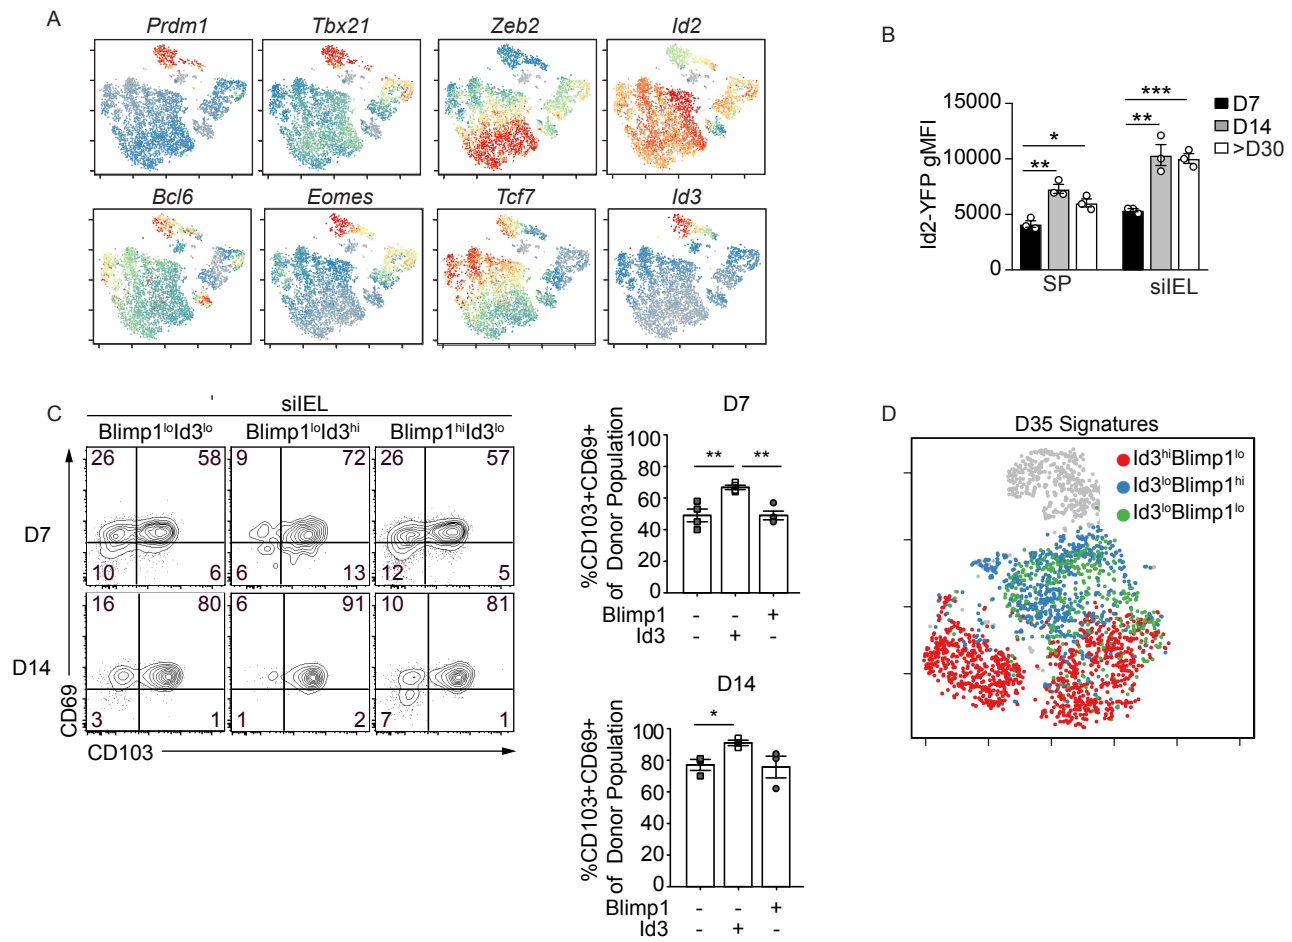 A
Prdm1 Tbx21 Zeb2 Id2
Bcl6 Eomes Tcf7 Id3
B
15000
10000
5000
0
Id2-YFP gMFI
SP siIEL
** * ** ***
D7
D14
>D30
C
siIEL
Blimp1loId3lo Blimp1loId3hi Blimp1hiId3lo
D7
26 58 9 72 26 57
10 6 6 13 12 5
D14
16 80 6 91 10 81
3 1 1 2 7 1
CD69
CD103
D7
%CD103+CD69+
of Donor Population
100
80
60
40
20
0
** **
Blimp1 - - +
Id3 - + -
D14
%CD103+CD69+
of Donor Population
100
80
60
40
20
0
*
Blimp1 - - +
Id3 - + -
D
D35 Signatures
Id3hiBlimp1lo
Id3loBlimp1hi
Id3loBlimp1lo